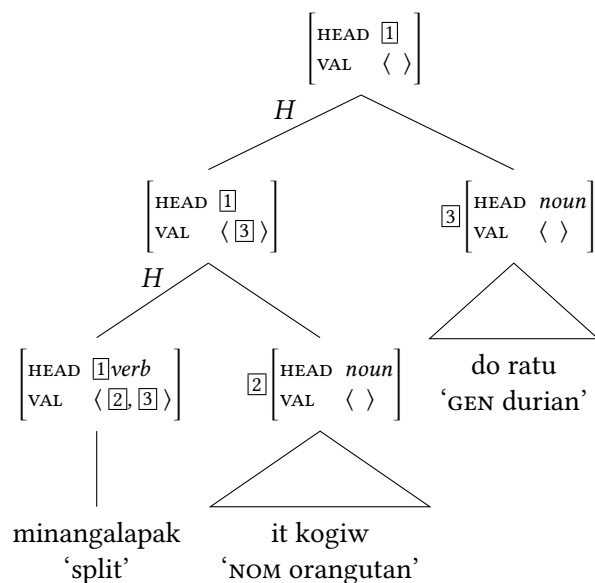 HEAD 1
VAL ⟨ ⟩
H
HEAD 1
VAL ⟨ 3 ⟩
3 HEAD noun
VAL ⟨ ⟩
H
HEAD 1 verb
VAL ⟨ 2, 3 ⟩
2 HEAD noun
VAL ⟨ ⟩
do ratu
‘GEN durian’
minangalapak
‘split’
it kogiw
‘NOM orangutan’